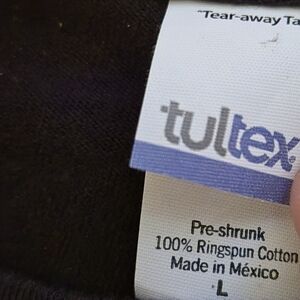 "Tear-away Ta
tultex
Pre-shrunk
100% Ringspun Cotton
Made in México
L